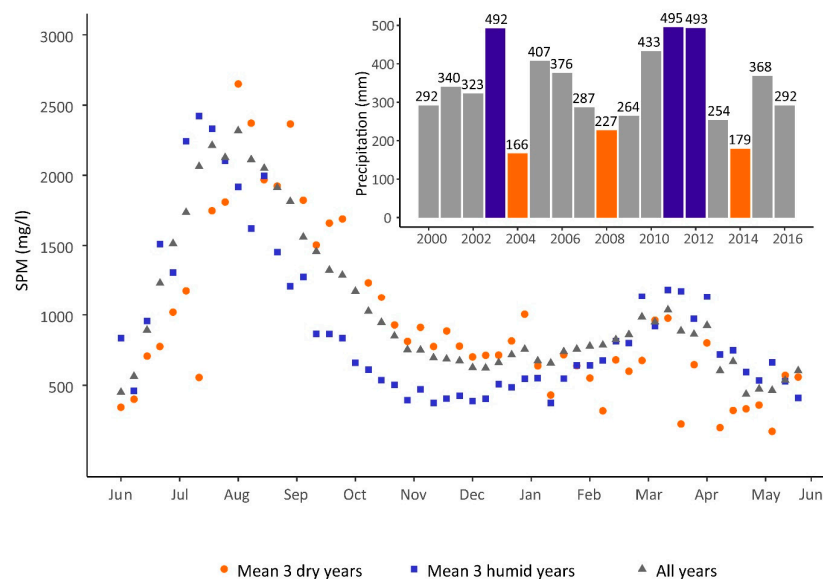 3000
2500
2000
1500
1000
500
SPM (mg/l)
Jun Jul Aug Sep Oct Nov Dec Jan Feb Mar Apr May Jun
500
400
300
200
100
0
Precipitation (mm)
292 340 323 492 166 407 376 287 227 264 433 495 493 254 179 368 292
2000 2002 2004 2006 2008 2010 2012 2014 2016
Mean 3 dry years Mean 3 humid years All years